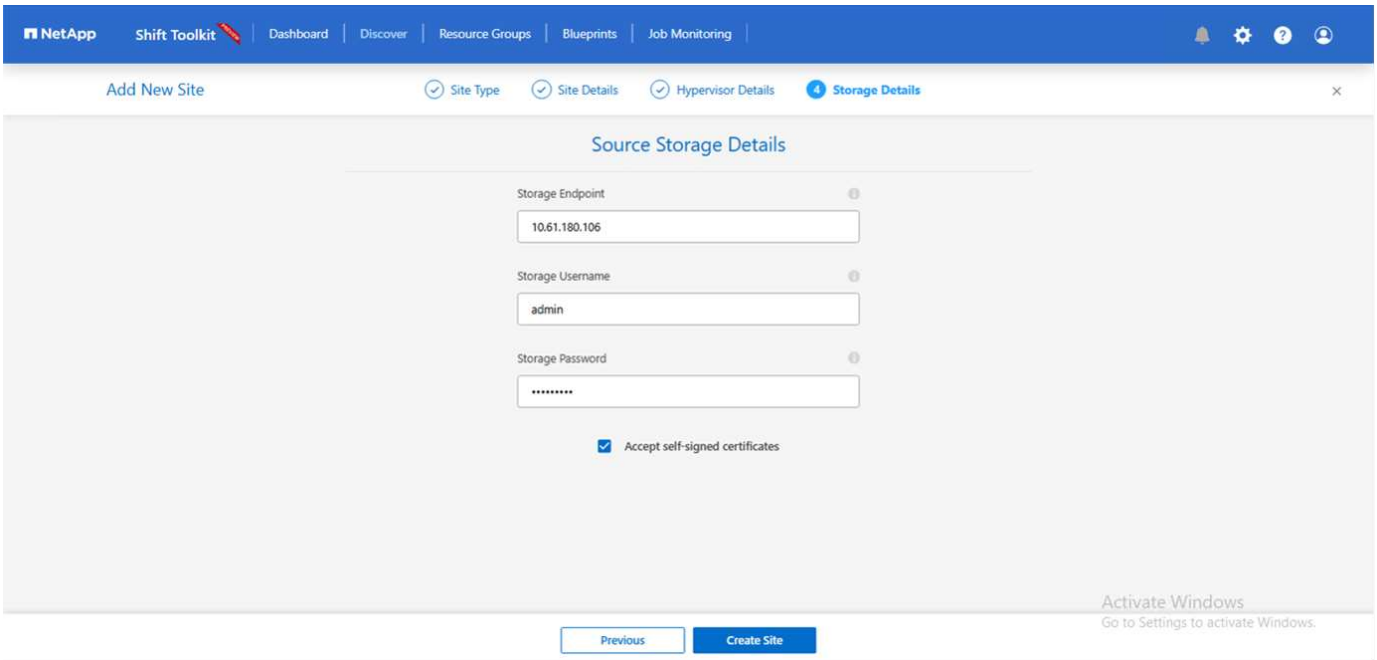 NetApp Shift Toolkit Dashboard Discover Resource Groups Blueprints Job Monitoring
Add New Site Site Type Site Details Hypervisor Details 4 Storage Details
Source Storage Details
Storage Endpoint
10.61.180.106
Storage Username
admin
Storage Password
•••••••••
Accept self-signed certificates
Activate Windows
Go to Settings to activate Windows.
Previous Create Site